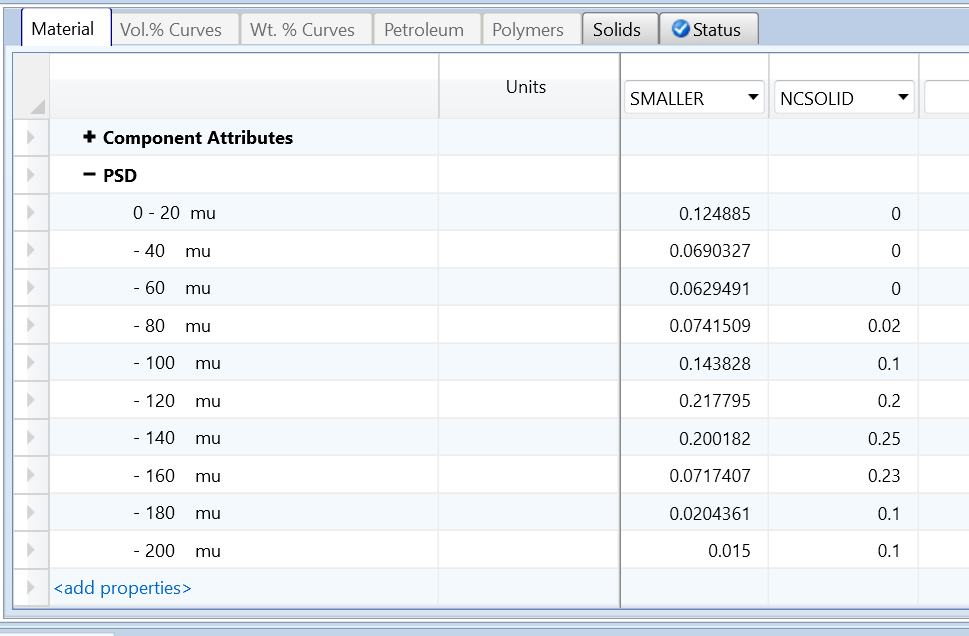 Material Vol.% Curves Wt. % Curves Petroleum Polymers Solids Status
Units SMALLER NCSOLID
+ Component Attributes
− PSD
0 - 20 mu 0.124885 0
- 40 mu 0.0690327 0
- 60 mu 0.0629491 0
- 80 mu 0.0741509 0.02
- 100 mu 0.143828 0.1
- 120 mu 0.217795 0.2
- 140 mu 0.200182 0.25
- 160 mu 0.0717407 0.23
- 180 mu 0.0204361 0.1
- 200 mu 0.015 0.1
<add properties>